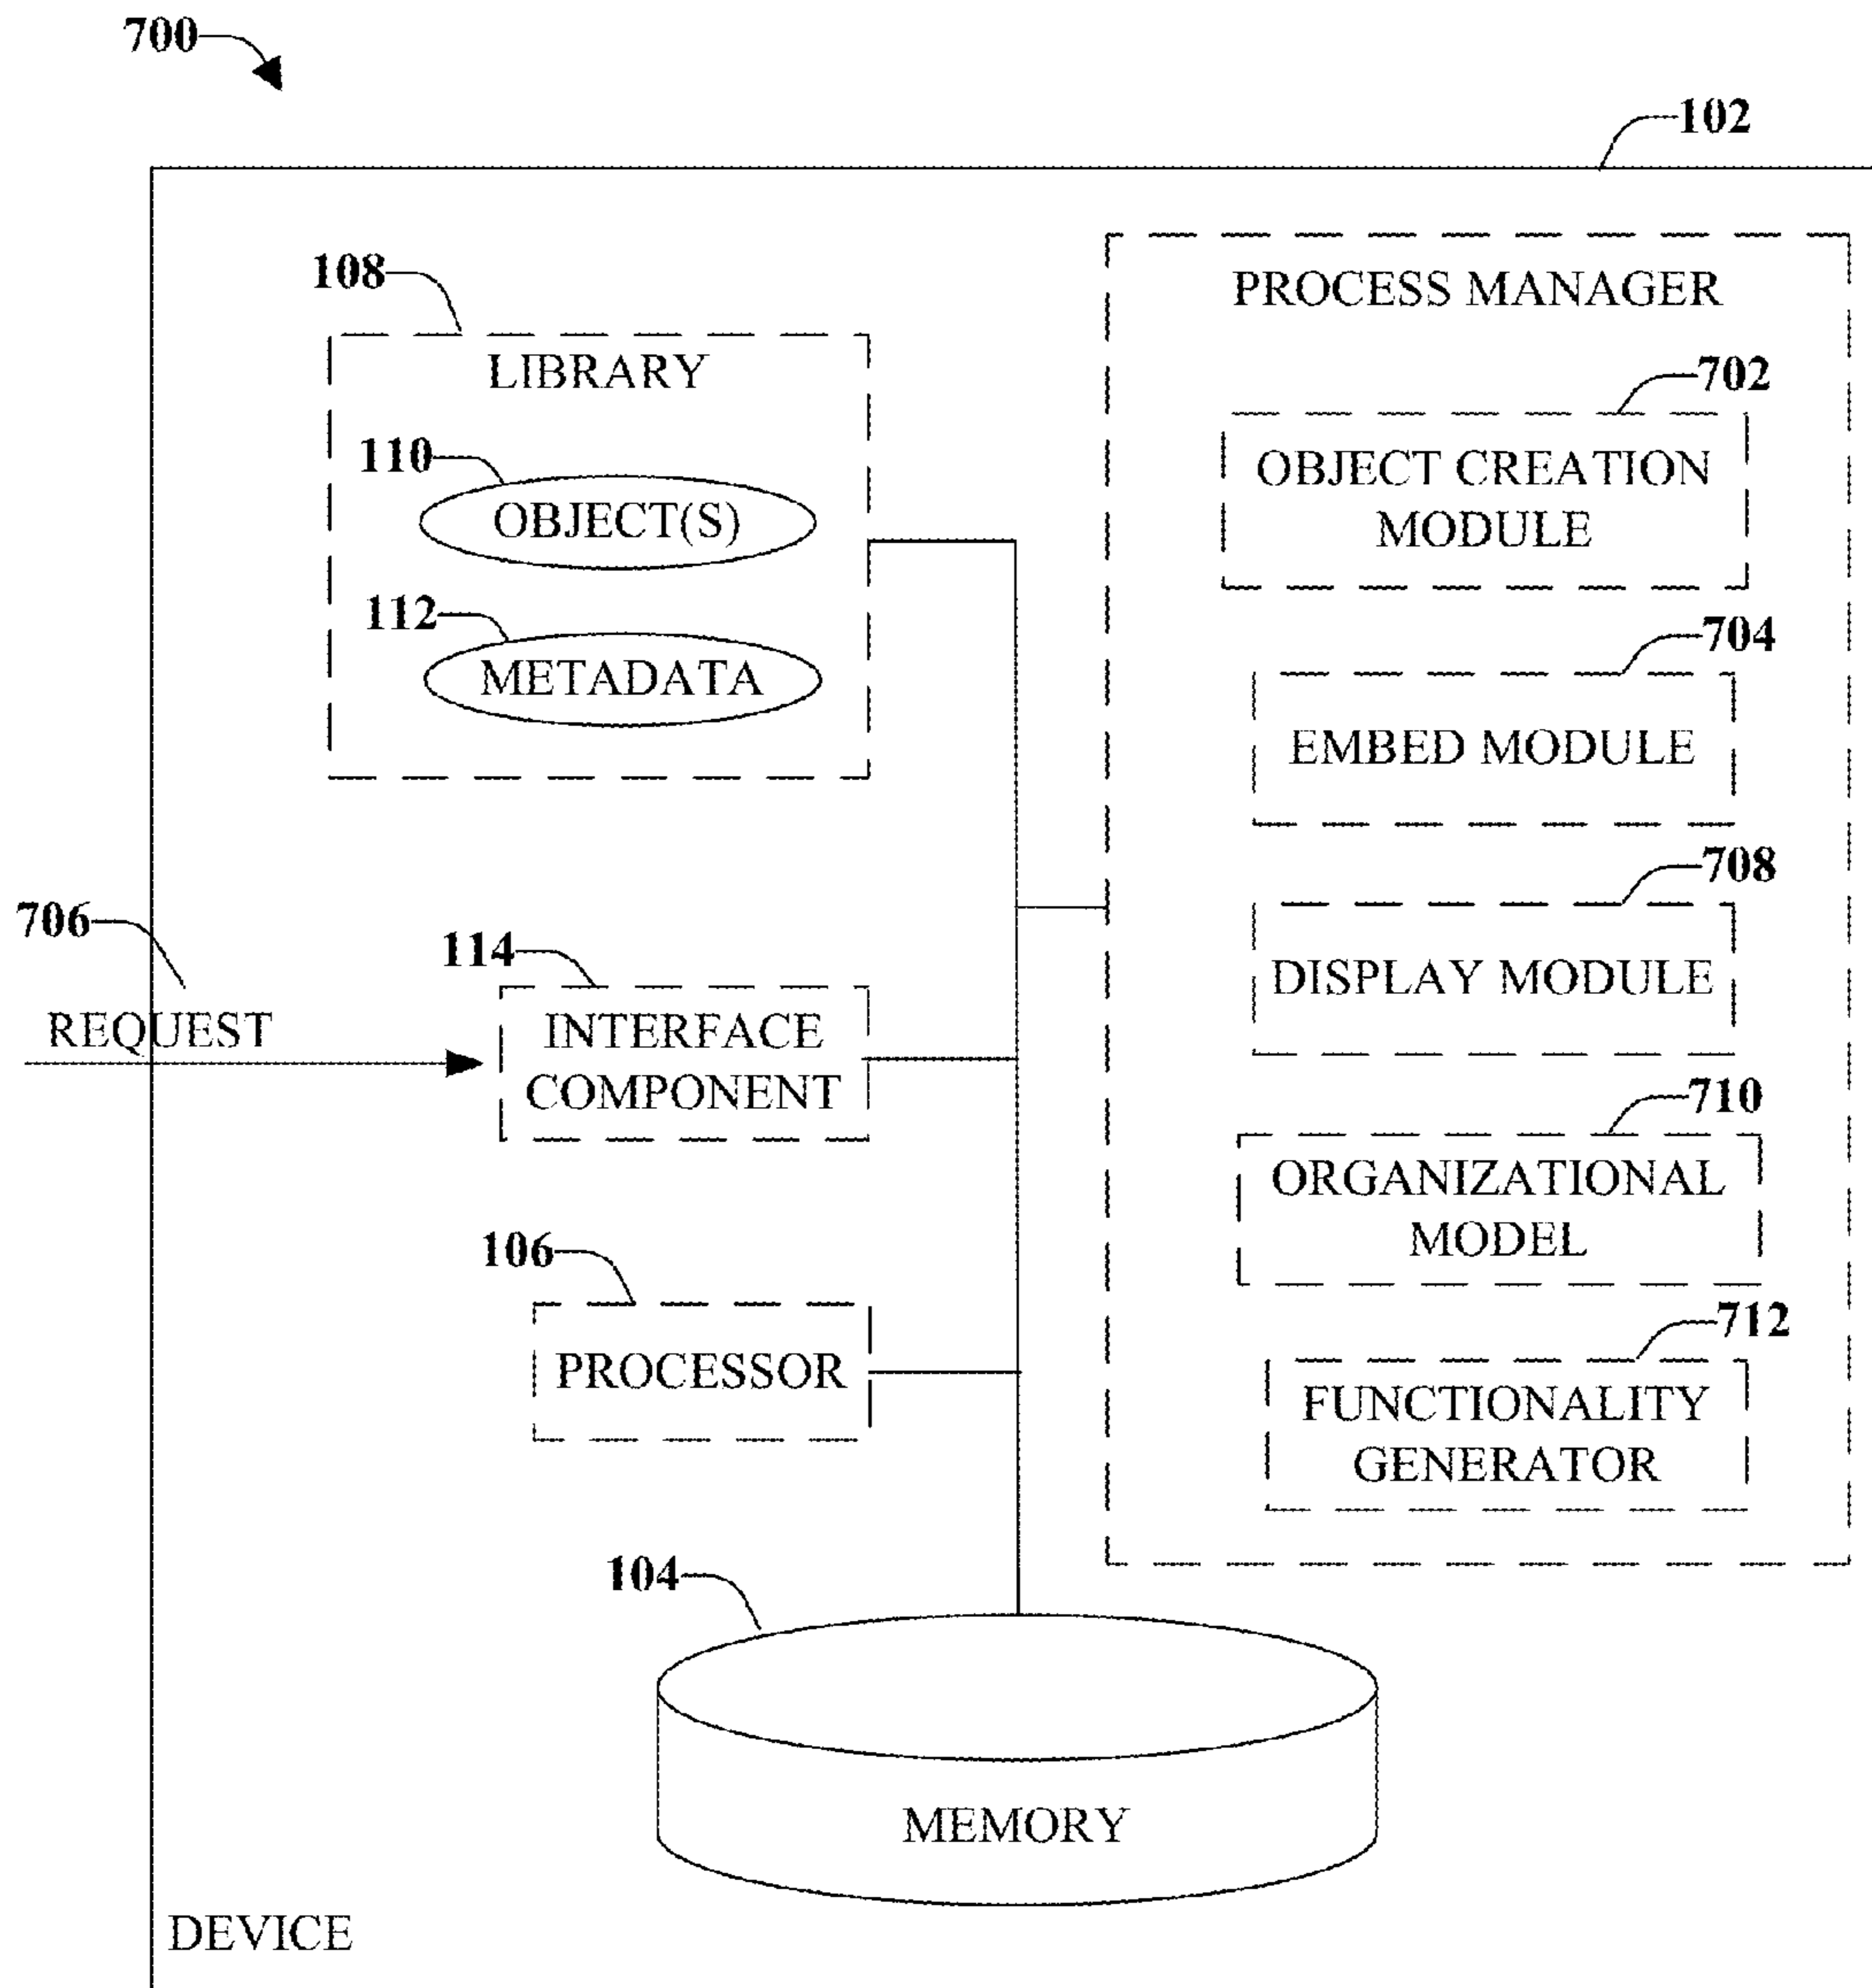 700
102
108
LIBRARY
110
OBJECT(S)
112
METADATA
PROCESS MANAGER
702
OBJECT CREATION
MODULE
704
EMBED MODULE
708
DISPLAY MODULE
710
ORGANIZATIONAL
MODEL
712
FUNCTIONALITY
GENERATOR
706
REQUEST
114
INTERFACE
COMPONENT
106
PROCESSOR
104
MEMORY
DEVICE